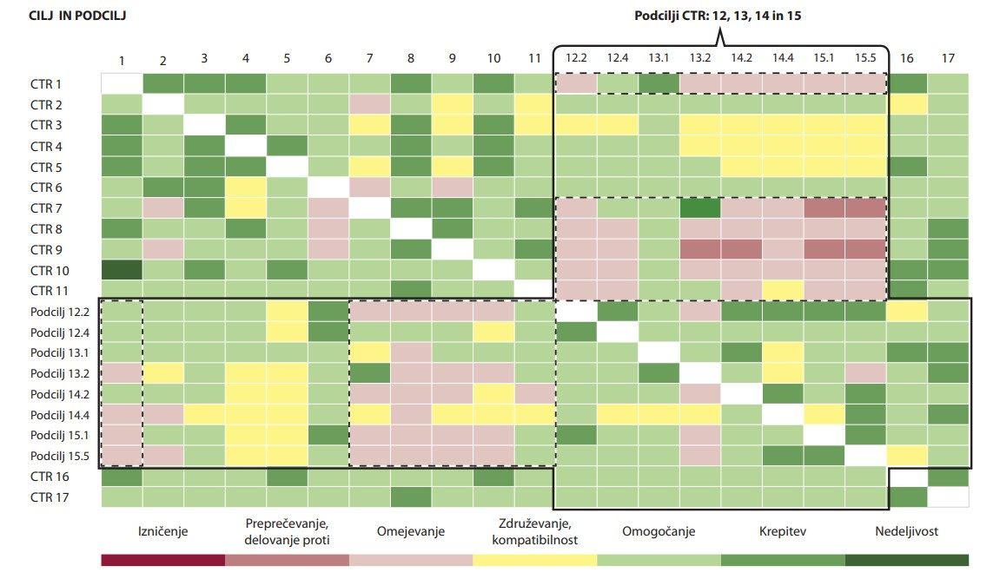 CILJ IN PODCILJ
Podcilji CTR: 12, 13, 14 in 15
1 2 3 4 5 6 7 8 9 10 11 12.2 12.4 13.1 13.2 14.2 14.4 15.1 15.5 16 17
CTR 1
CTR 2
CTR 3
CTR 4
CTR 5
CTR 6
CTR 7
CTR 8
CTR 9
CTR 10
CTR 11
Podcilj 12.2
Podcilj 12.4
Podcilj 13.1
Podcilj 13.2
Podcilj 14.2
Podcilj 14.4
Podcilj 15.1
Podcilj 15.5
CTR 16
CTR 17
Izničenje
Preprečevanje,
delovanje proti
Omejevanje
Združevanje,
kompatibilnost
Omogočanje
Krepitev
Nedeljivost